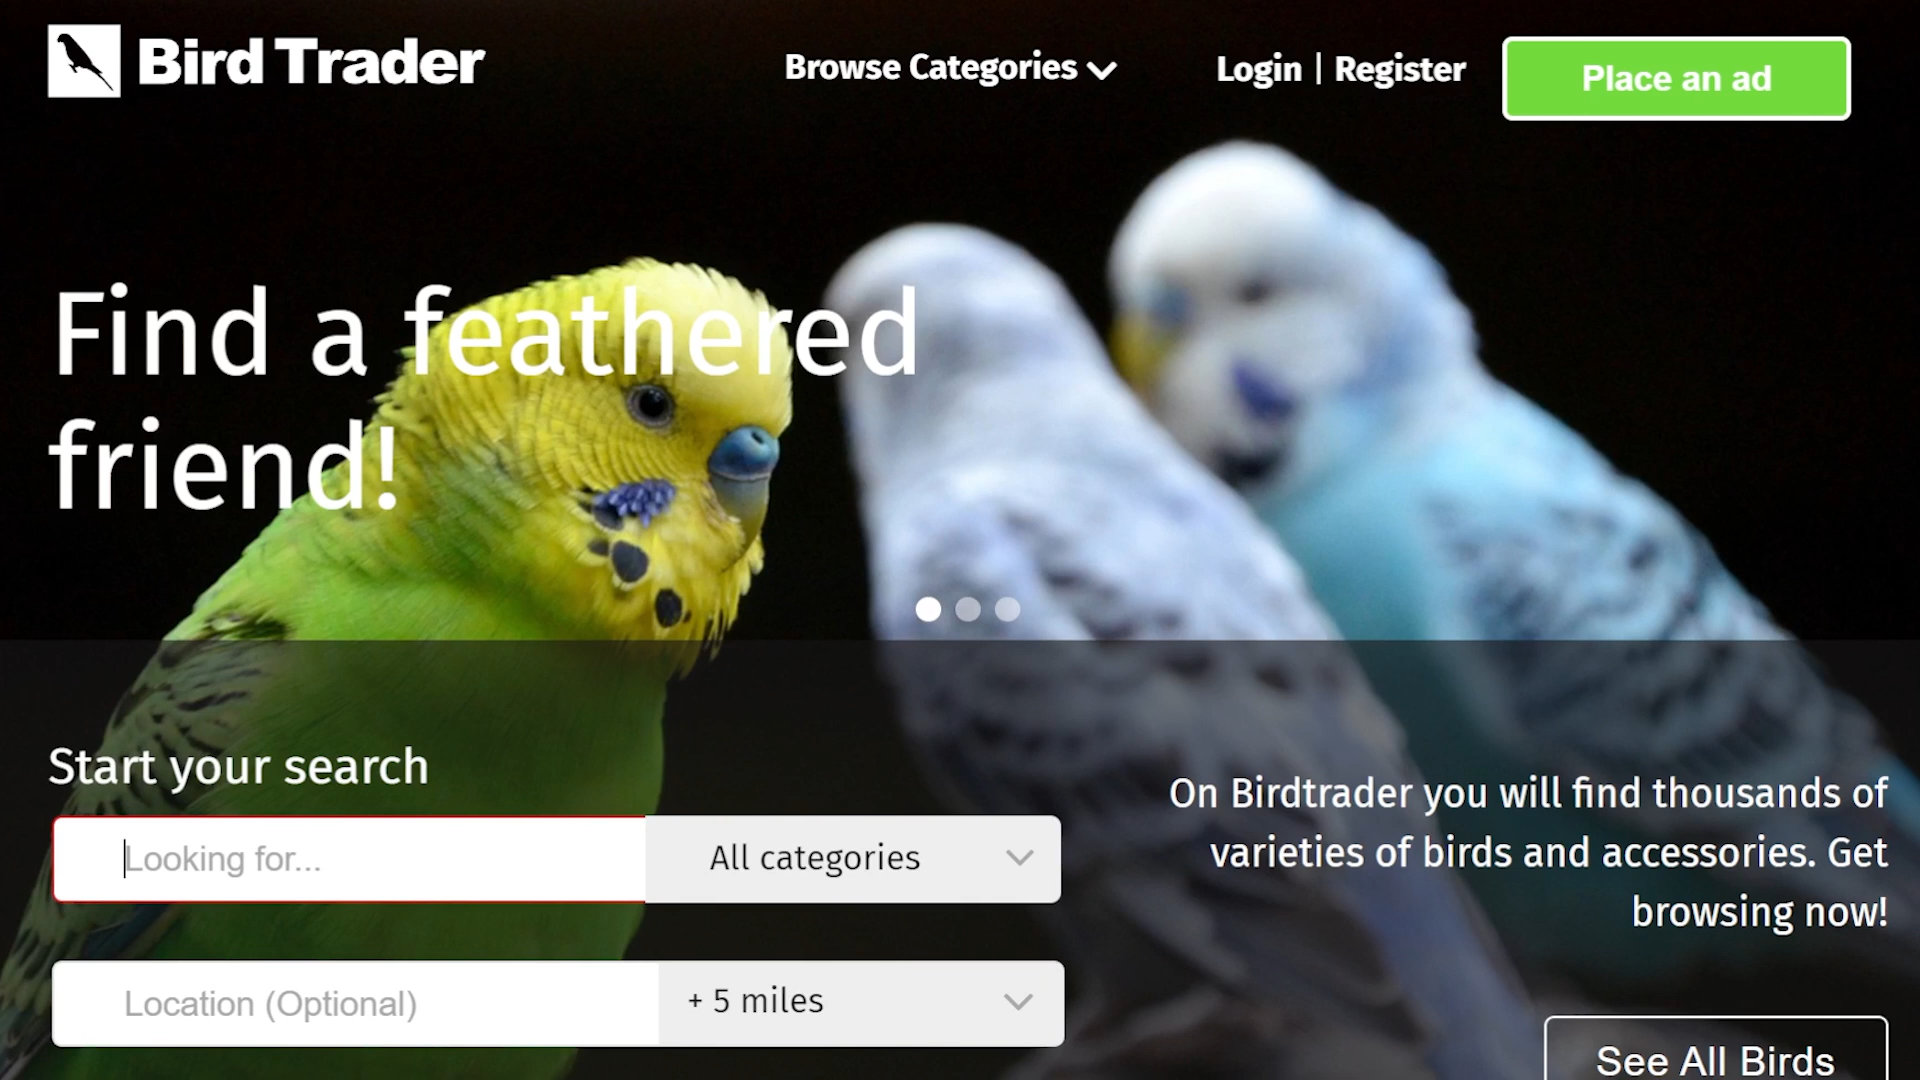 Bird Trader
Browse Categories
Login | Register
Place an ad
Find a feathered
friend!
Start your search
Looking for...
All categories
On Birdtrader you will find thousands of
varieties of birds and accessories. Get
browsing now!
Location (Optional)
+ 5 miles
See All Birds